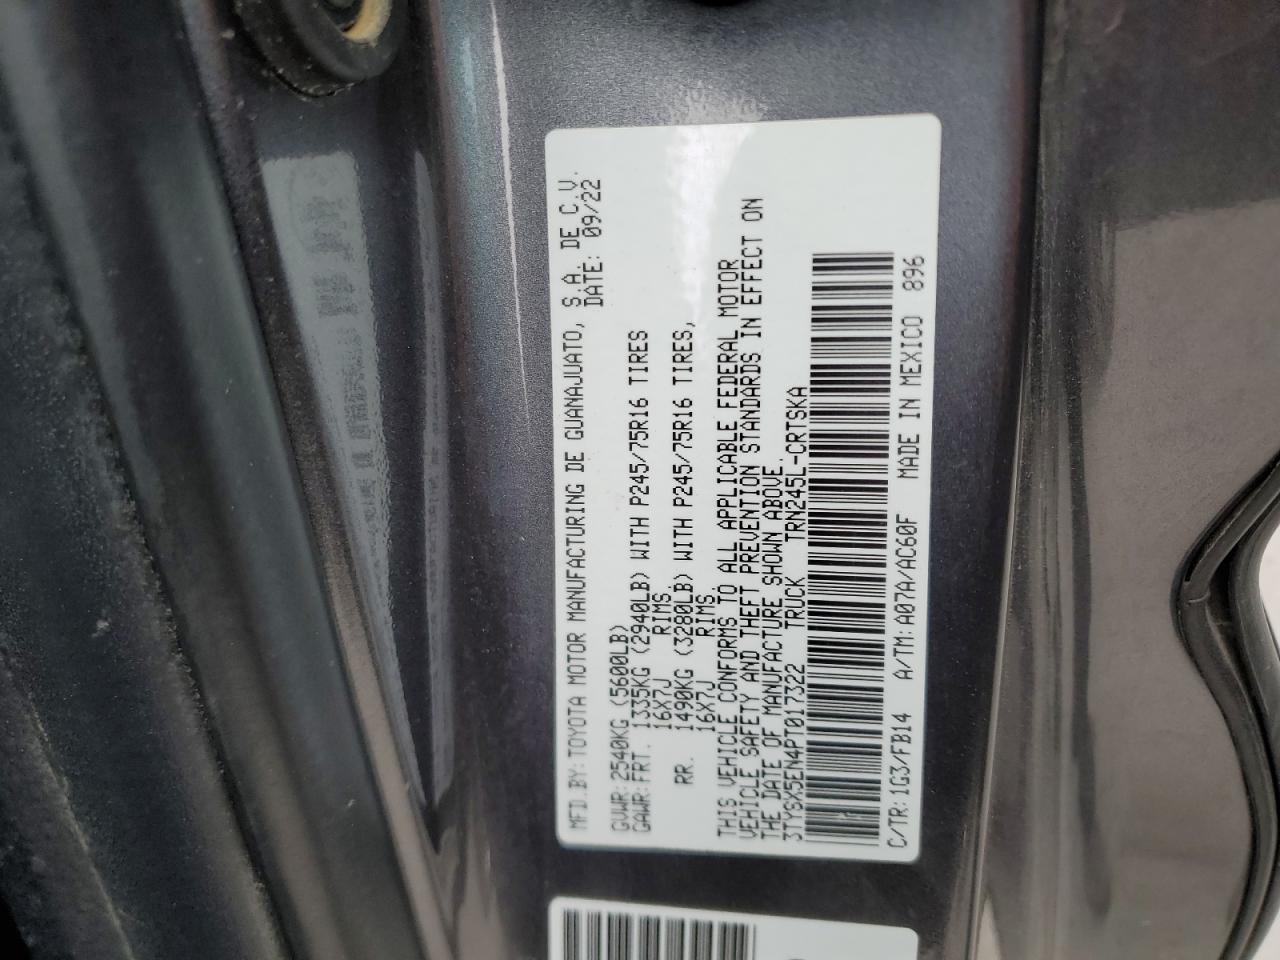 MFD.BY: TOYOTA MOTOR MANUFACTURING DE GUANAJUATO, S.A. DE C.V.
DATE: 09/22
GVWR: 2540KG (5600LB)
GAWR: FRT. 1335KG (2940LB) WITH P245/75R16 TIRES
16X7J RIMS.
RR. 1490KG (3280LB) WITH P245/75R16 TIRES,
16X7J RIMS.
THIS VEHICLE CONFORMS TO ALL APPLICABLE FEDERAL MOTOR
VEHICLE SAFETY AND THEFT PREVENTION STANDARDS IN EFFECT ON
THE DATE OF MANUFACTURE SHOWN ABOVE.
3TYSX5EN4PT017322 TRUCK TRN245L-CRTSKA
C/TR: 1G3/FB14 A/TM: A07A/AC60F MADE IN MEXICO 896